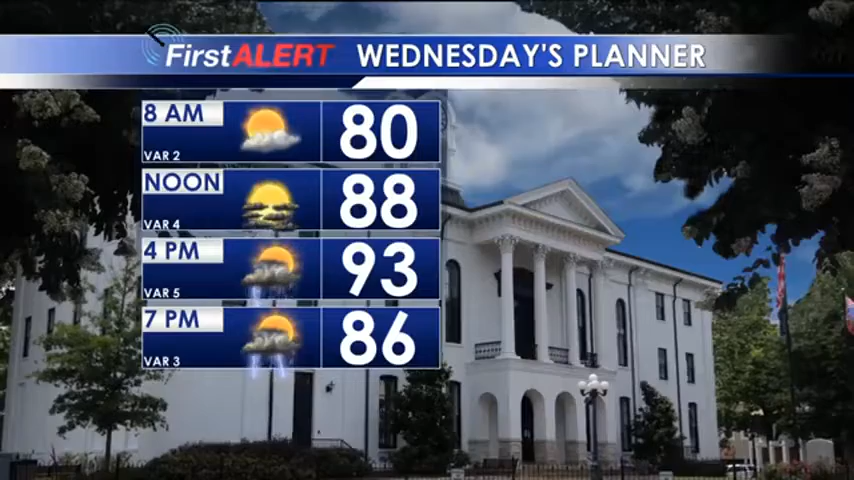 FirstALERT WEDNESDAY'S PLANNER
8 AM
VAR 2
80
NOON
VAR 4
88
4 PM
VAR 5
93
7 PM
VAR 3
86